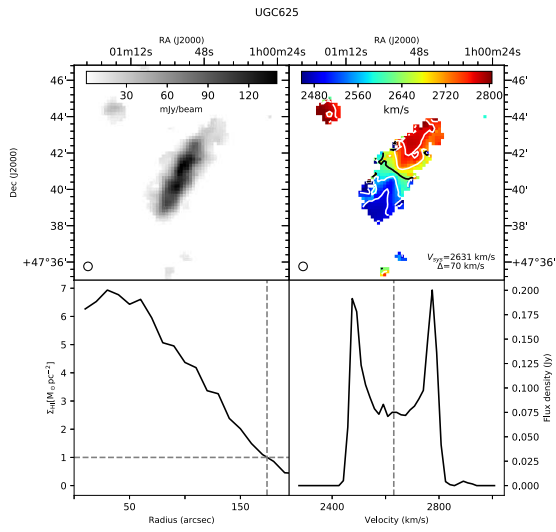 UGC625
RA (J2000)
RA (J2000)
01m12s 48s 1h00m24s
01m12s 48s 1h00m24s
46'
46'
30 60 90 120
mJy/beam
2480 2560 2640 2720 2800
km/s
44'
44'
Dec (J2000)
Dec (J2000)
42'
42'
40'
40'
38'
38'
+47°36'
+47°36'
V_sys=2631 km/s
Δ=70 km/s
7
6
5
4
3
2
1
0
Σ_HI[M⊙pc⁻²]
0.200
0.175
0.150
0.125
0.100
0.075
0.050
0.025
0.000
Flux density (Jy)
50 150
2400 2800
Radius (arcsec)
Velocity (km/s)